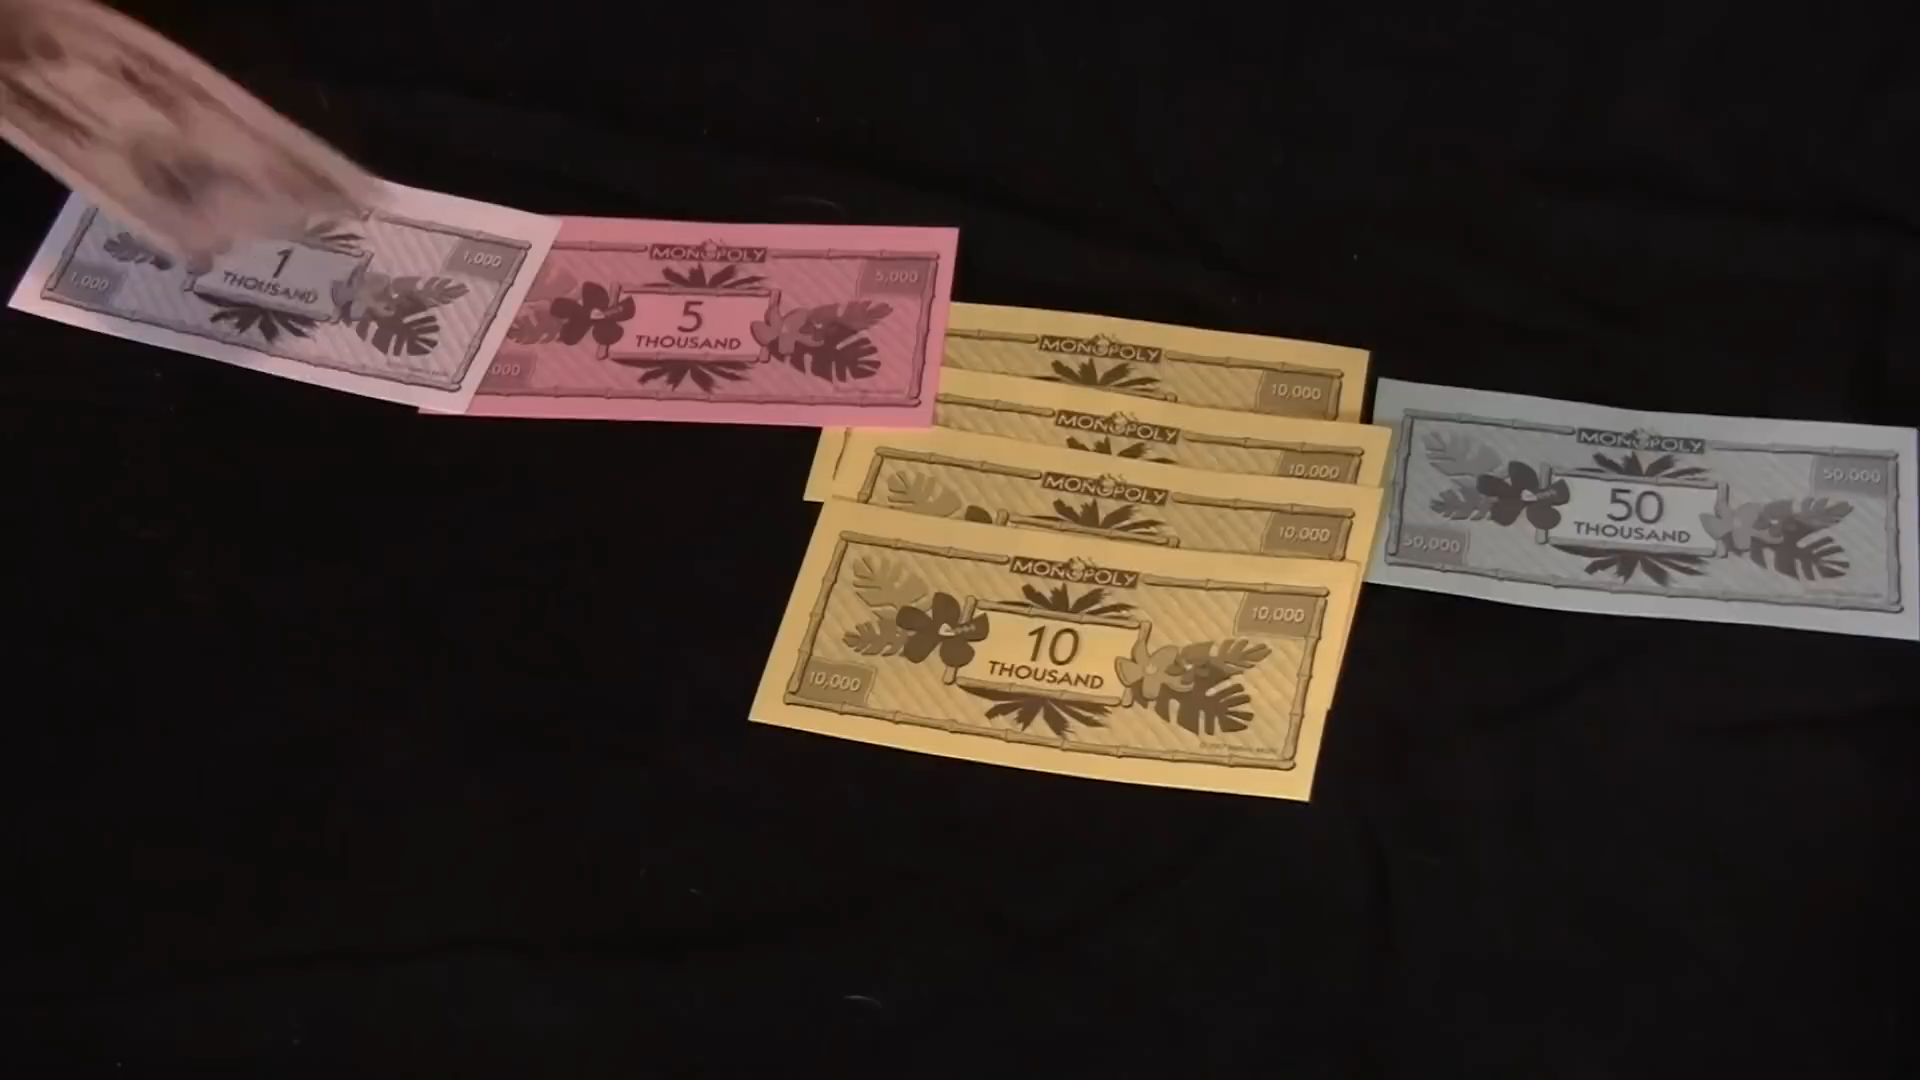 1,000
1
THOUSAND
1,000
MONOPOLY
5,000
5
THOUSAND
000
MONOPOLY
10,000
MONOPOLY
10,000
MONOPOLY
10,000
MONOPOLY
10,000
10
THOUSAND
10,000
MONOPOLY
50,000
50
THOUSAND
50,000